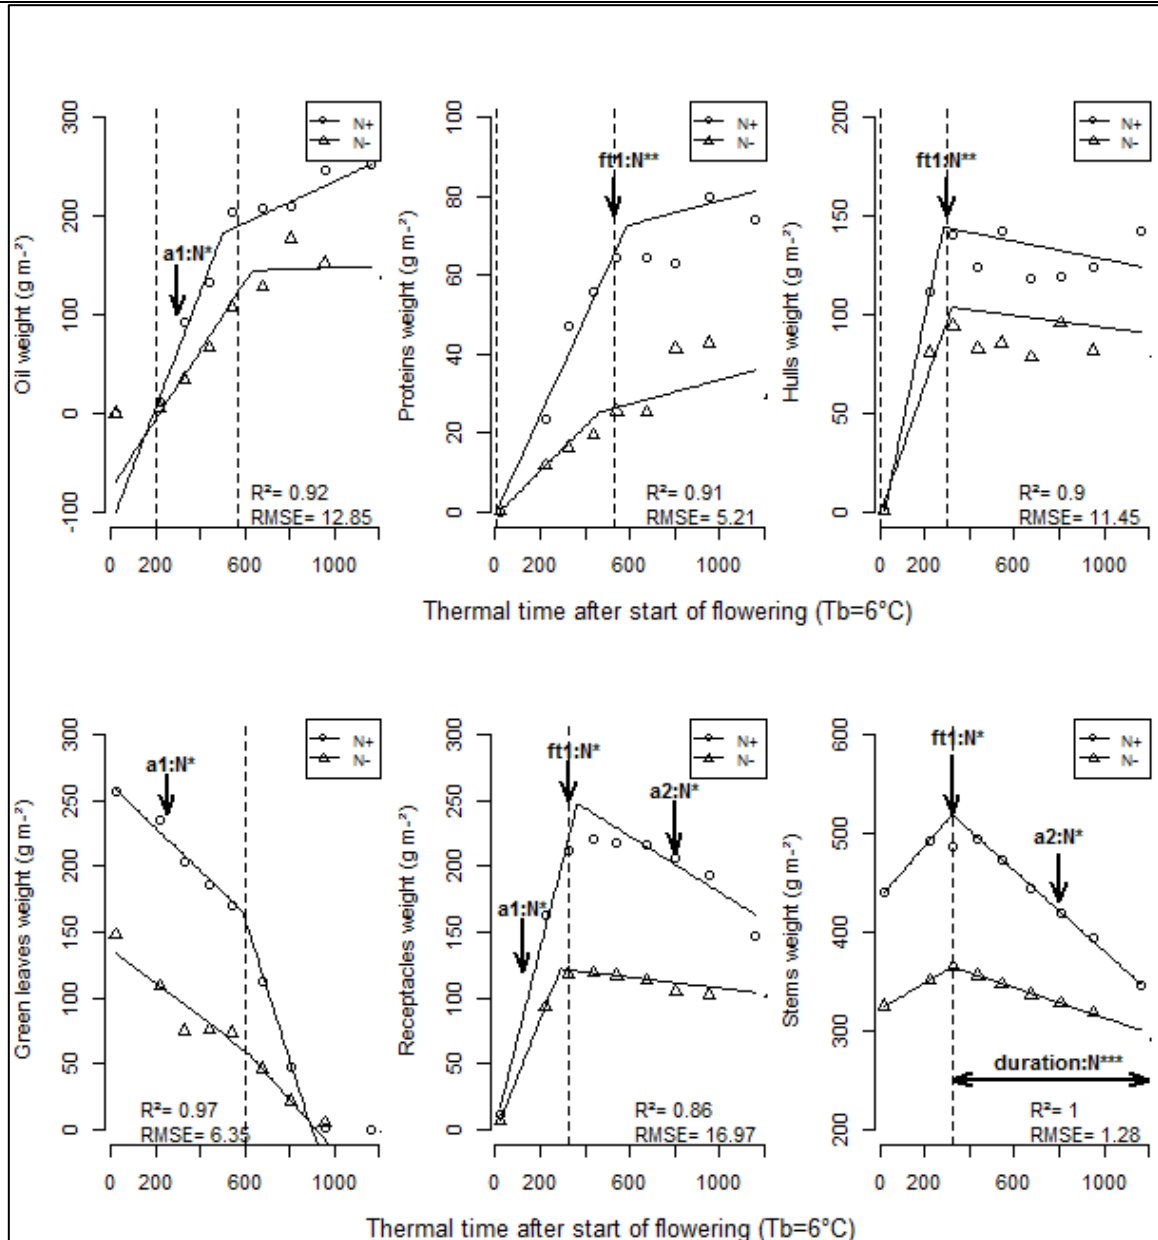 300
200
100
0
-100
Oil weight (g m-²)
N+
N-
a1:N*
R²= 0.92
RMSE= 12.85
0 200 600 1000
100
80
60
40
20
0
Proteins weight (g m-²)
N+
N-
ft1:N**
R²= 0.91
RMSE= 5.21
0 200 600 1000
200
150
100
50
0
Hulls weight (g m-²)
N+
N-
ft1:N**
R²= 0.9
RMSE= 11.45
0 200 600 1000
Thermal time after start of flowering (Tb=6°C)
300
250
200
150
100
50
0
Green leaves weight (g m-²)
N+
N-
a1:N*
R²= 0.97
RMSE= 6.35
0 200 600 1000
300
250
200
150
100
50
0
Receptacles weight (g m-²)
N+
N-
ft1:N*
a2:N*
a1:N*
R²= 0.86
RMSE= 16.97
0 200 600 1000
600
500
400
300
200
Stems weight (g m-²)
N+
N-
ft1:N*
a2:N*
duration:N***
R²= 1
RMSE= 1.28
0 200 600 1000
Thermal time after start of flowering (Tb=6°C)